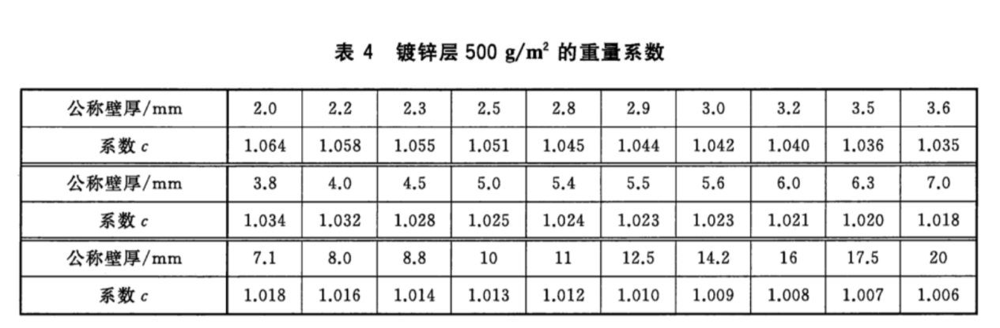 表 4 镀锌层 500 g/m² 的重量系数
公称壁厚/mm 2.0 2.2 2.3 2.5 2.8 2.9 3.0 3.2 3.5 3.6
系数 c 1.064 1.058 1.055 1.051 1.045 1.044 1.042 1.040 1.036 1.035
公称壁厚/mm 3.8 4.0 4.5 5.0 5.4 5.5 5.6 6.0 6.3 7.0
系数 c 1.034 1.032 1.028 1.025 1.024 1.023 1.023 1.021 1.020 1.018
公称壁厚/mm 7.1 8.0 8.8 10 11 12.5 14.2 16 17.5 20
系数 c 1.018 1.016 1.014 1.013 1.012 1.010 1.009 1.008 1.007 1.006